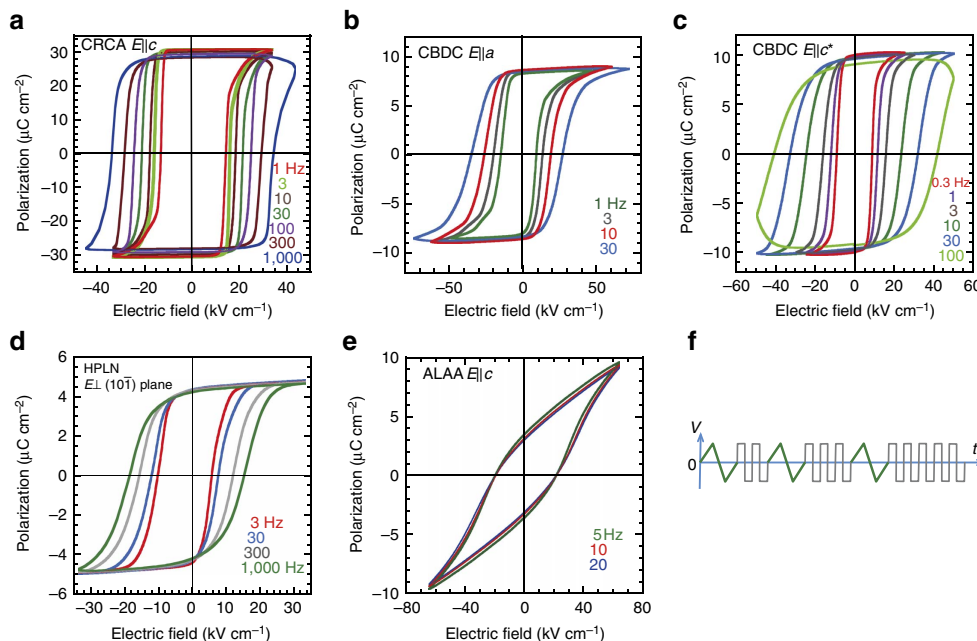 a
CRCA E||c
30
20
10
0
−10
−20
−30
−40 −20 0 20 40
Polarization (μC cm⁻²)
Electric field (kV cm⁻¹)
1 Hz
3
10
30
100
300
1,000
b
CBDC E||a
10
5
0
−5
−10
−50 0 50
Polarization (μC cm⁻²)
Electric field (kV cm⁻¹)
1 Hz
3
10
30
c
CBDC E||c*
10
5
0
−5
−10
−60 −40 −20 0 20 40 60
Polarization (μC cm⁻²)
Electric field (kV cm⁻¹)
0.3 Hz
1
3
10
30
100
d
HPLN
E⊥ (101̅) plane
6
4
2
0
−2
−4
−6
−30 −20 −10 0 10 20 30
Polarization (μC cm⁻²)
Electric field (kV cm⁻¹)
3 Hz
30
300
1,000 Hz
e
ALAA E||c
10
5
0
−5
−10
−80 −40 0 40 80
Polarization (μC cm⁻²)
Electric field (kV cm⁻¹)
5 Hz
10
20
f
V
0
t